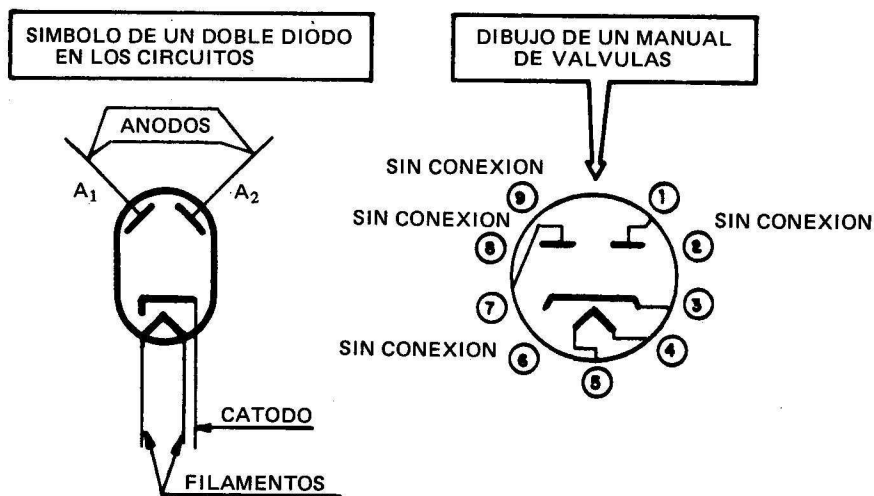 SIMBOLO DE UN DOBLE DIODO
EN LOS CIRCUITOS
DIBUJO DE UN MANUAL
DE VALVULAS
ANODOS
A1
A2
CATODO
FILAMENTOS
SIN CONEXION
9
1
SIN CONEXION
8
2
SIN CONEXION
7
3
SIN CONEXION
6
4
5